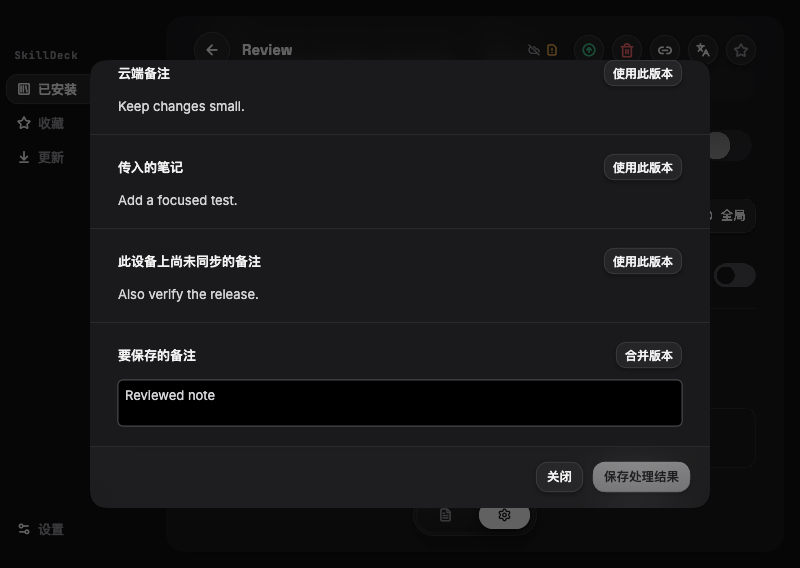 SkillDeck
Review
已安装
收藏
更新
云端备注
使用此版本
Keep changes small.
传入的笔记
使用此版本
Add a focused test.
全局
此设备上尚未同步的备注
使用此版本
Also verify the release.
要保存的备注
合并版本
Reviewed note
关闭
保存处理结果
设置